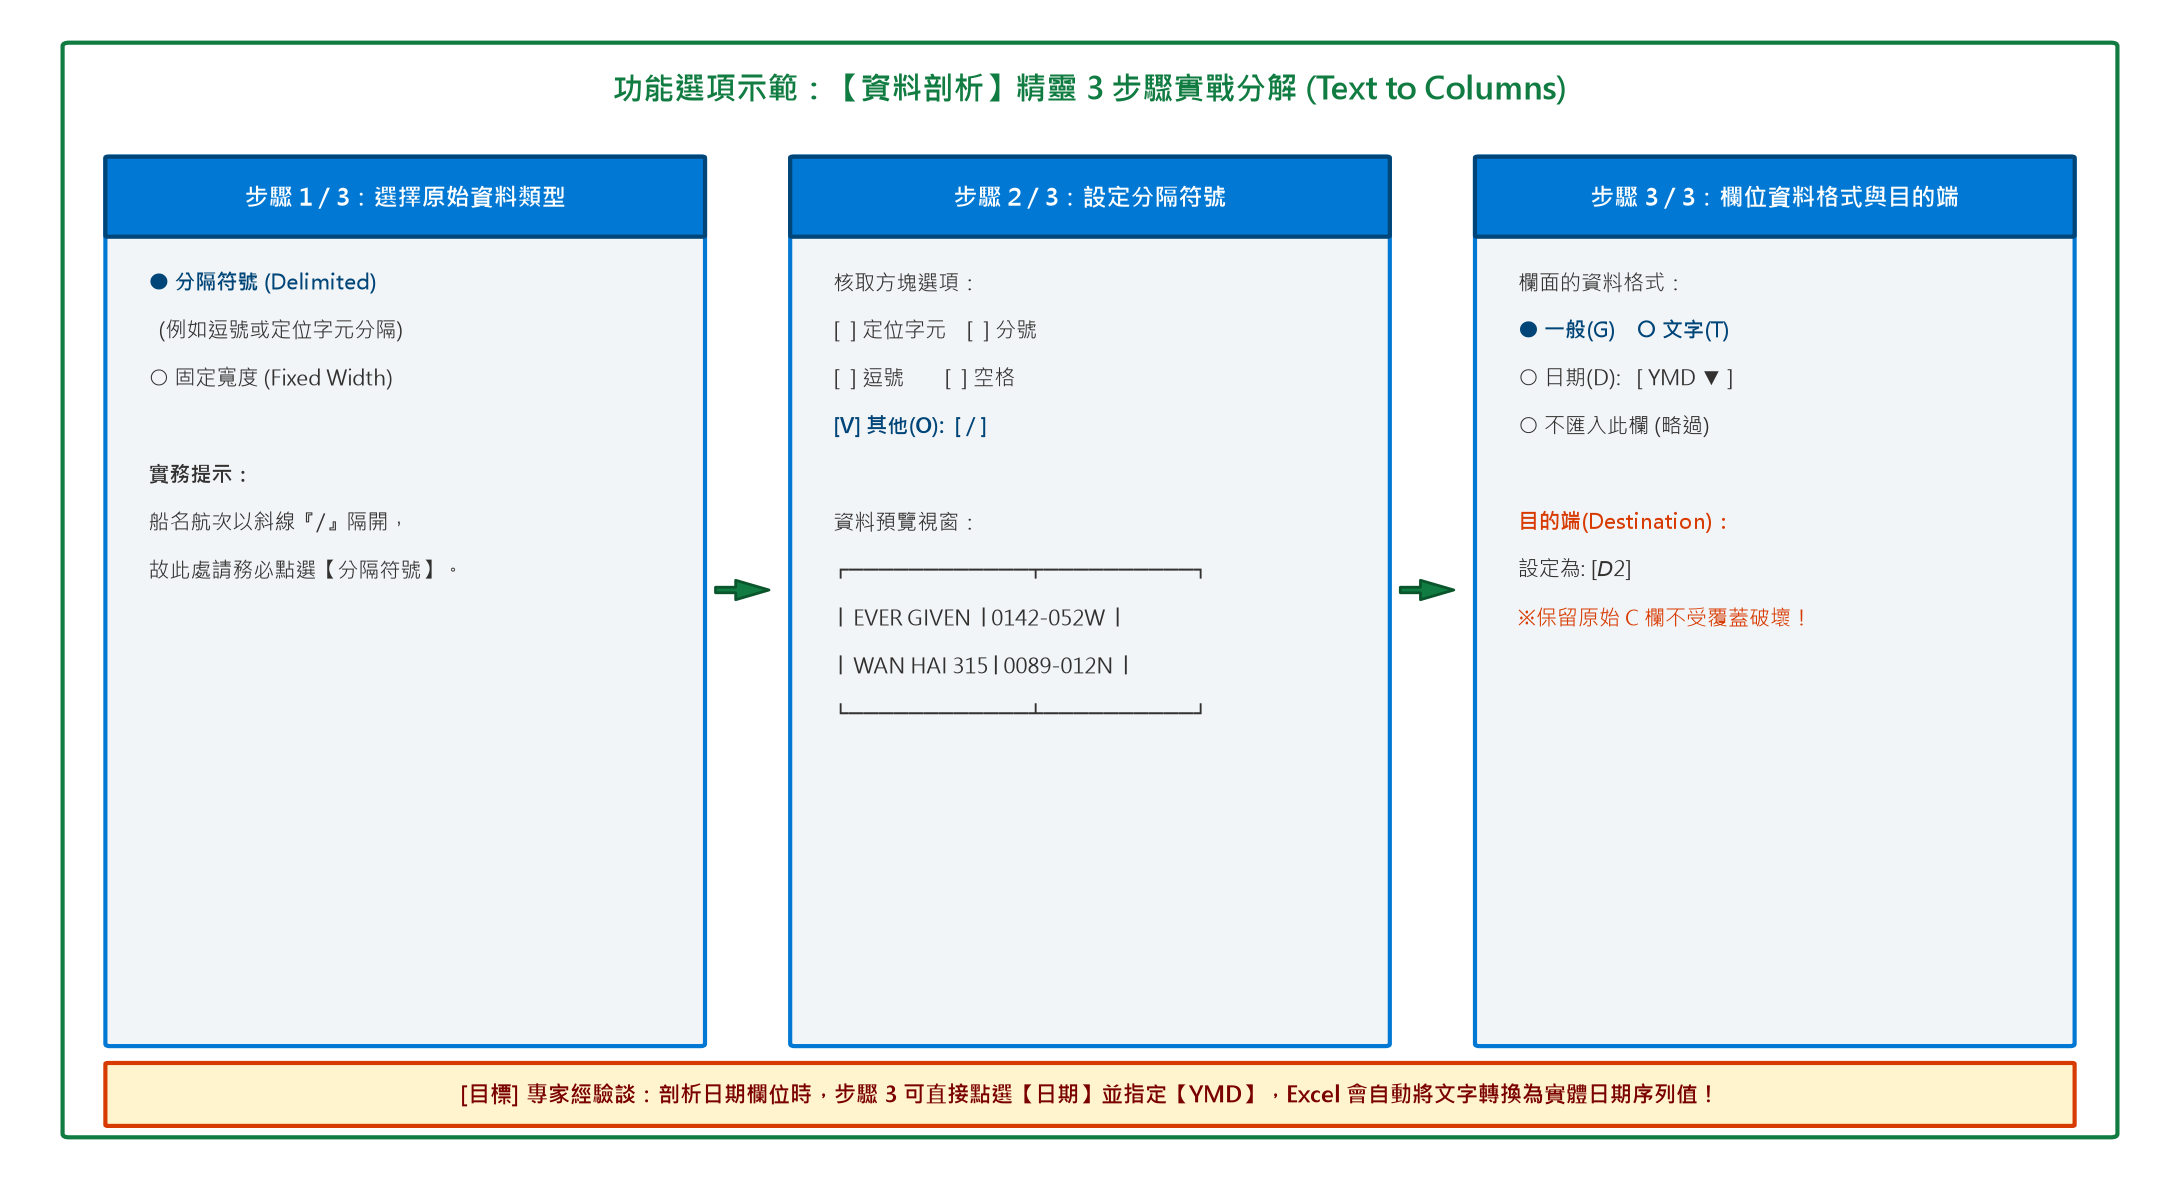 功能選項示範：【資料剖析】精靈 3 步驟實戰分解 (Text to Columns)
步驟 1 / 3：選擇原始資料類型
● 分隔符號 (Delimited)
(例如逗號或定位字元分隔)
○ 固定寬度 (Fixed Width)
實務提示：
船名航次以斜線『/』隔開，
故此處請務必點選【分隔符號】。
步驟 2 / 3：設定分隔符號
核取方塊選項：
[ ] 定位字元 [ ] 分號
[ ] 逗號 [ ] 空格
[V] 其他(O): [ / ]
資料預覽視窗：
┌──────────────┬────────────┐
| EVER GIVEN | 0142-052W |
| WAN HAI 315 | 0089-012N |
└──────────────┴────────────┘
步驟 3 / 3：欄位資料格式與目的端
欄面的資料格式：
● 一般(G) ○ 文字(T)
○ 日期(D): [ YMD ▼ ]
○ 不匯入此欄 (略過)
目的端(Destination)：
設定為: [D2]
※保留原始 C 欄不受覆蓋破壞！
[目標] 專家經驗談：剖析日期欄位時，步驟 3 可直接點選【日期】並指定【YMD】，Excel 會自動將文字轉換為實體日期序列值！